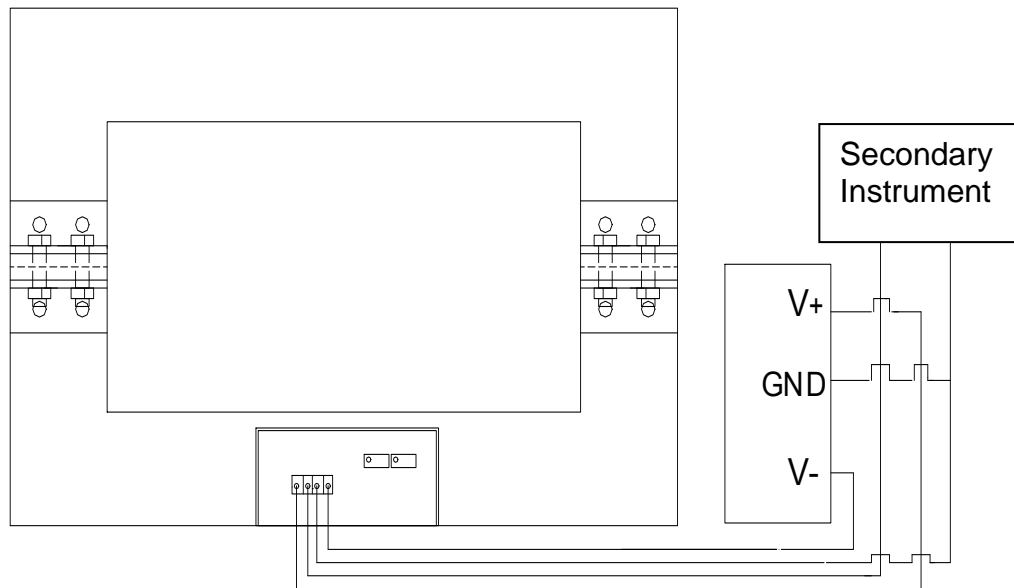 Secondary
Instrument
V+
GND
V-